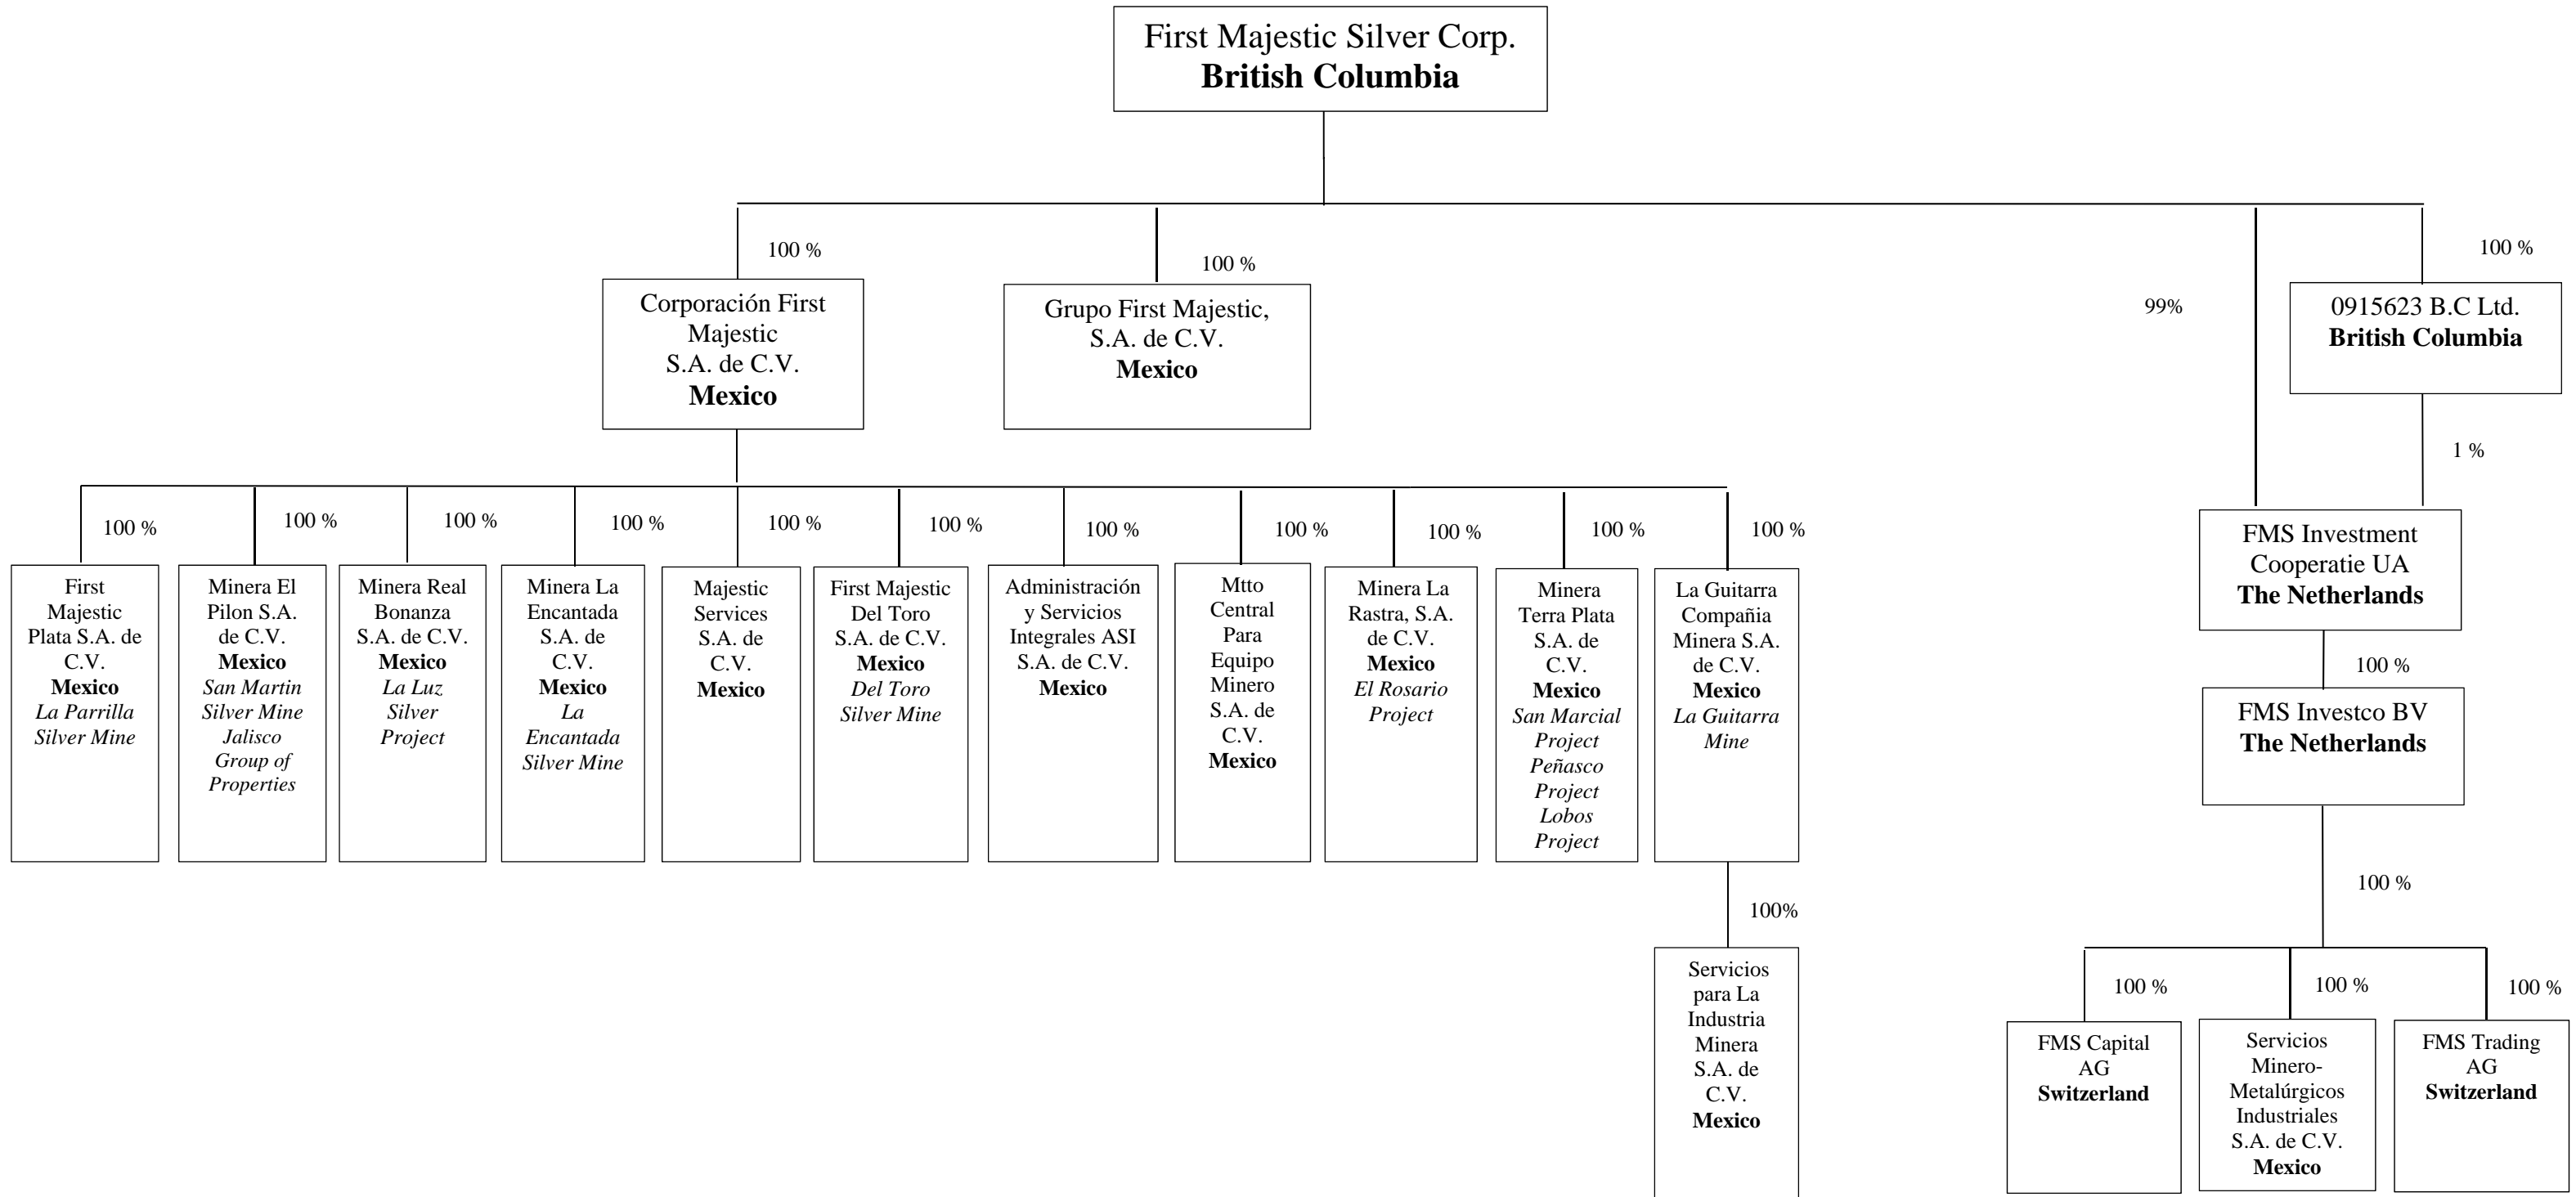 First Majestic Silver Corp.
British Columbia
100 %
100 %
99%
100 %
Corporación First
Majestic
S.A. de C.V.
Mexico
Grupo First Majestic,
S.A. de C.V.
Mexico
0915623 B.C Ltd.
British Columbia
1 %
100 %
100 %
100 %
100 %
100 %
100 %
100 %
100 %
100 %
100 %
100 %
First
Majestic
Plata S.A. de
C.V.
Mexico
La Parrilla
Silver Mine
Minera El
Pilon S.A.
de C.V.
Mexico
San Martin
Silver Mine
Jalisco
Group of
Properties
Minera Real
Bonanza
S.A. de C.V.
Mexico
La Luz
Silver
Project
Minera La
Encantada
S.A. de
C.V.
Mexico
La
Encantada
Silver Mine
Majestic
Services
S.A. de
C.V.
Mexico
First Majestic
Del Toro
S.A. de C.V.
Mexico
Del Toro
Silver Mine
Administración
y Servicios
Integrales ASI
S.A. de C.V.
Mexico
Mtto
Central
Para
Equipo
Minero
S.A. de
C.V.
Mexico
Minera La
Rastra, S.A.
de C.V.
Mexico
El Rosario
Project
Minera
Terra Plata
S.A. de
C.V.
Mexico
San Marcial
Project
Peñasco
Project
Lobos
Project
La Guitarra
Compañia
Minera S.A.
de C.V.
Mexico
La Guitarra
Mine
100%
Servicios
para La
Industria
Minera
S.A. de
C.V.
Mexico
FMS Investment
Cooperatie UA
The Netherlands
100 %
FMS Investco BV
The Netherlands
100 %
100 %
100 %
100 %
FMS Capital
AG
Switzerland
Servicios
Minero-
Metalúrgicos
Industriales
S.A. de C.V.
Mexico
FMS Trading
AG
Switzerland